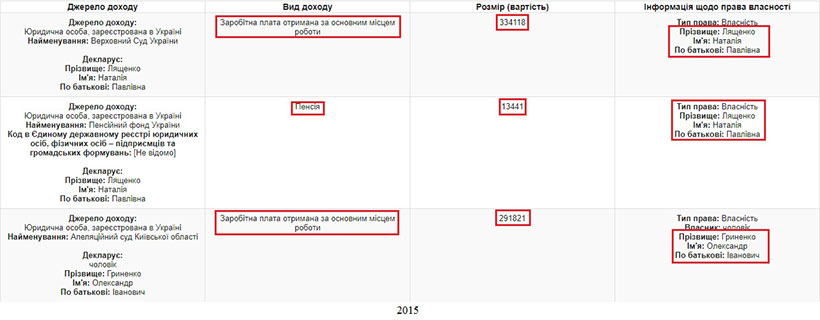 Джерело доходу
Вид доходу
Розмір (вартість)
Інформація щодо права власності
Джерело доходу:
Юридична особа, зареєстрована в Україні
Найменування: Верховний Суд України
Декларує:
Прізвище: Лященко
Ім'я: Наталія
По батькові: Павлівна
Заробітна плата отримана за основним місцем
роботи
334118
Тип права: Власність
Прізвище: Лященко
Ім'я: Наталія
По батькові: Павлівна
Джерело доходу:
Юридична особа, зареєстрована в Україні
Найменування: Пенсійний фонд України
Код в Єдиному державному реєстрі юридичних
осіб, фізичних осіб – підприємців та
громадських формувань: [Не відомо]
Декларує:
Прізвище: Лященко
Ім'я: Наталія
По батькові: Павлівна
Пенсія
13441
Тип права: Власність
Прізвище: Лященко
Ім'я: Наталія
По батькові: Павлівна
Джерело доходу:
Юридична особа, зареєстрована в Україні
Найменування: Апеляційний суд Київської області
Декларує:
чоловік
Прізвище: Гриненко
Ім'я: Олександр
По батькові: Іванович
Заробітна плата отримана за основним місцем
роботи
291821
Тип права: Власність
Власник: чоловік
Прізвище: Гриненко
Ім'я: Олександр
По батькові: Іванович
2015